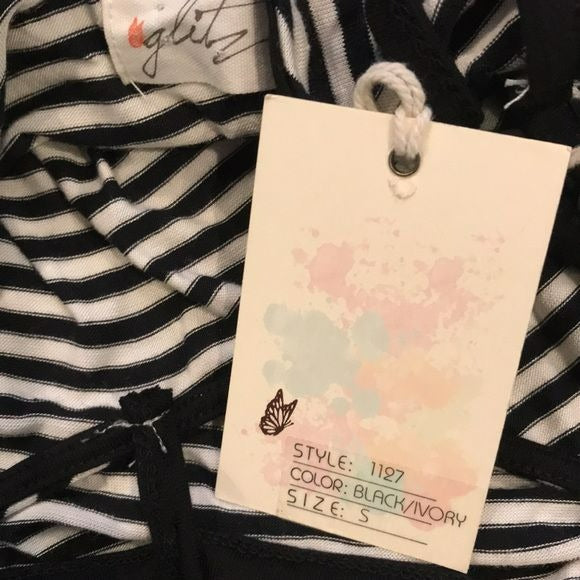 glitz
STYLE: 1127
COLOR: BLACK/IVORY
SIZE: S